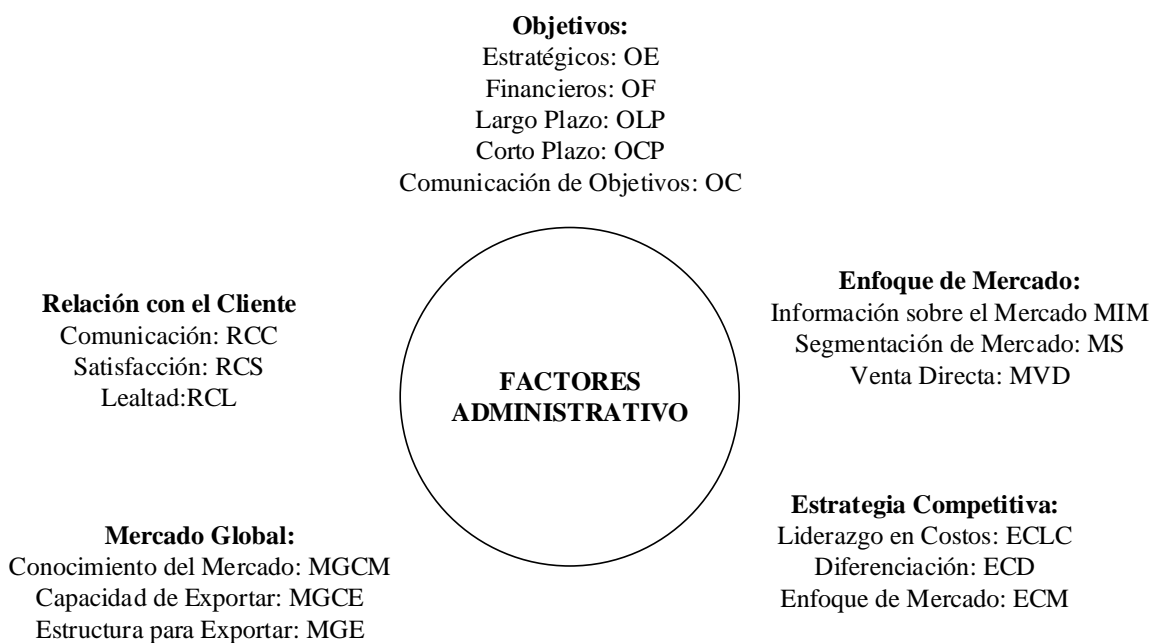 Objetivos:
Estratégicos: OE
Financieros: OF
Largo Plazo: OLP
Corto Plazo: OCP
Comunicación de Objetivos: OC
Relación con el Cliente
Comunicación: RCC
Satisfacción: RCS
Lealtad:RCL
FACTORES
ADMINISTRATIVO
Enfoque de Mercado:
Información sobre el Mercado MIM
Segmentación de Mercado: MS
Venta Directa: MVD
Mercado Global:
Conocimiento del Mercado: MGCM
Capacidad de Exportar: MGCE
Estructura para Exportar: MGE
Estrategia Competitiva:
Liderazgo en Costos: ECLC
Diferenciación: ECD
Enfoque de Mercado: ECM